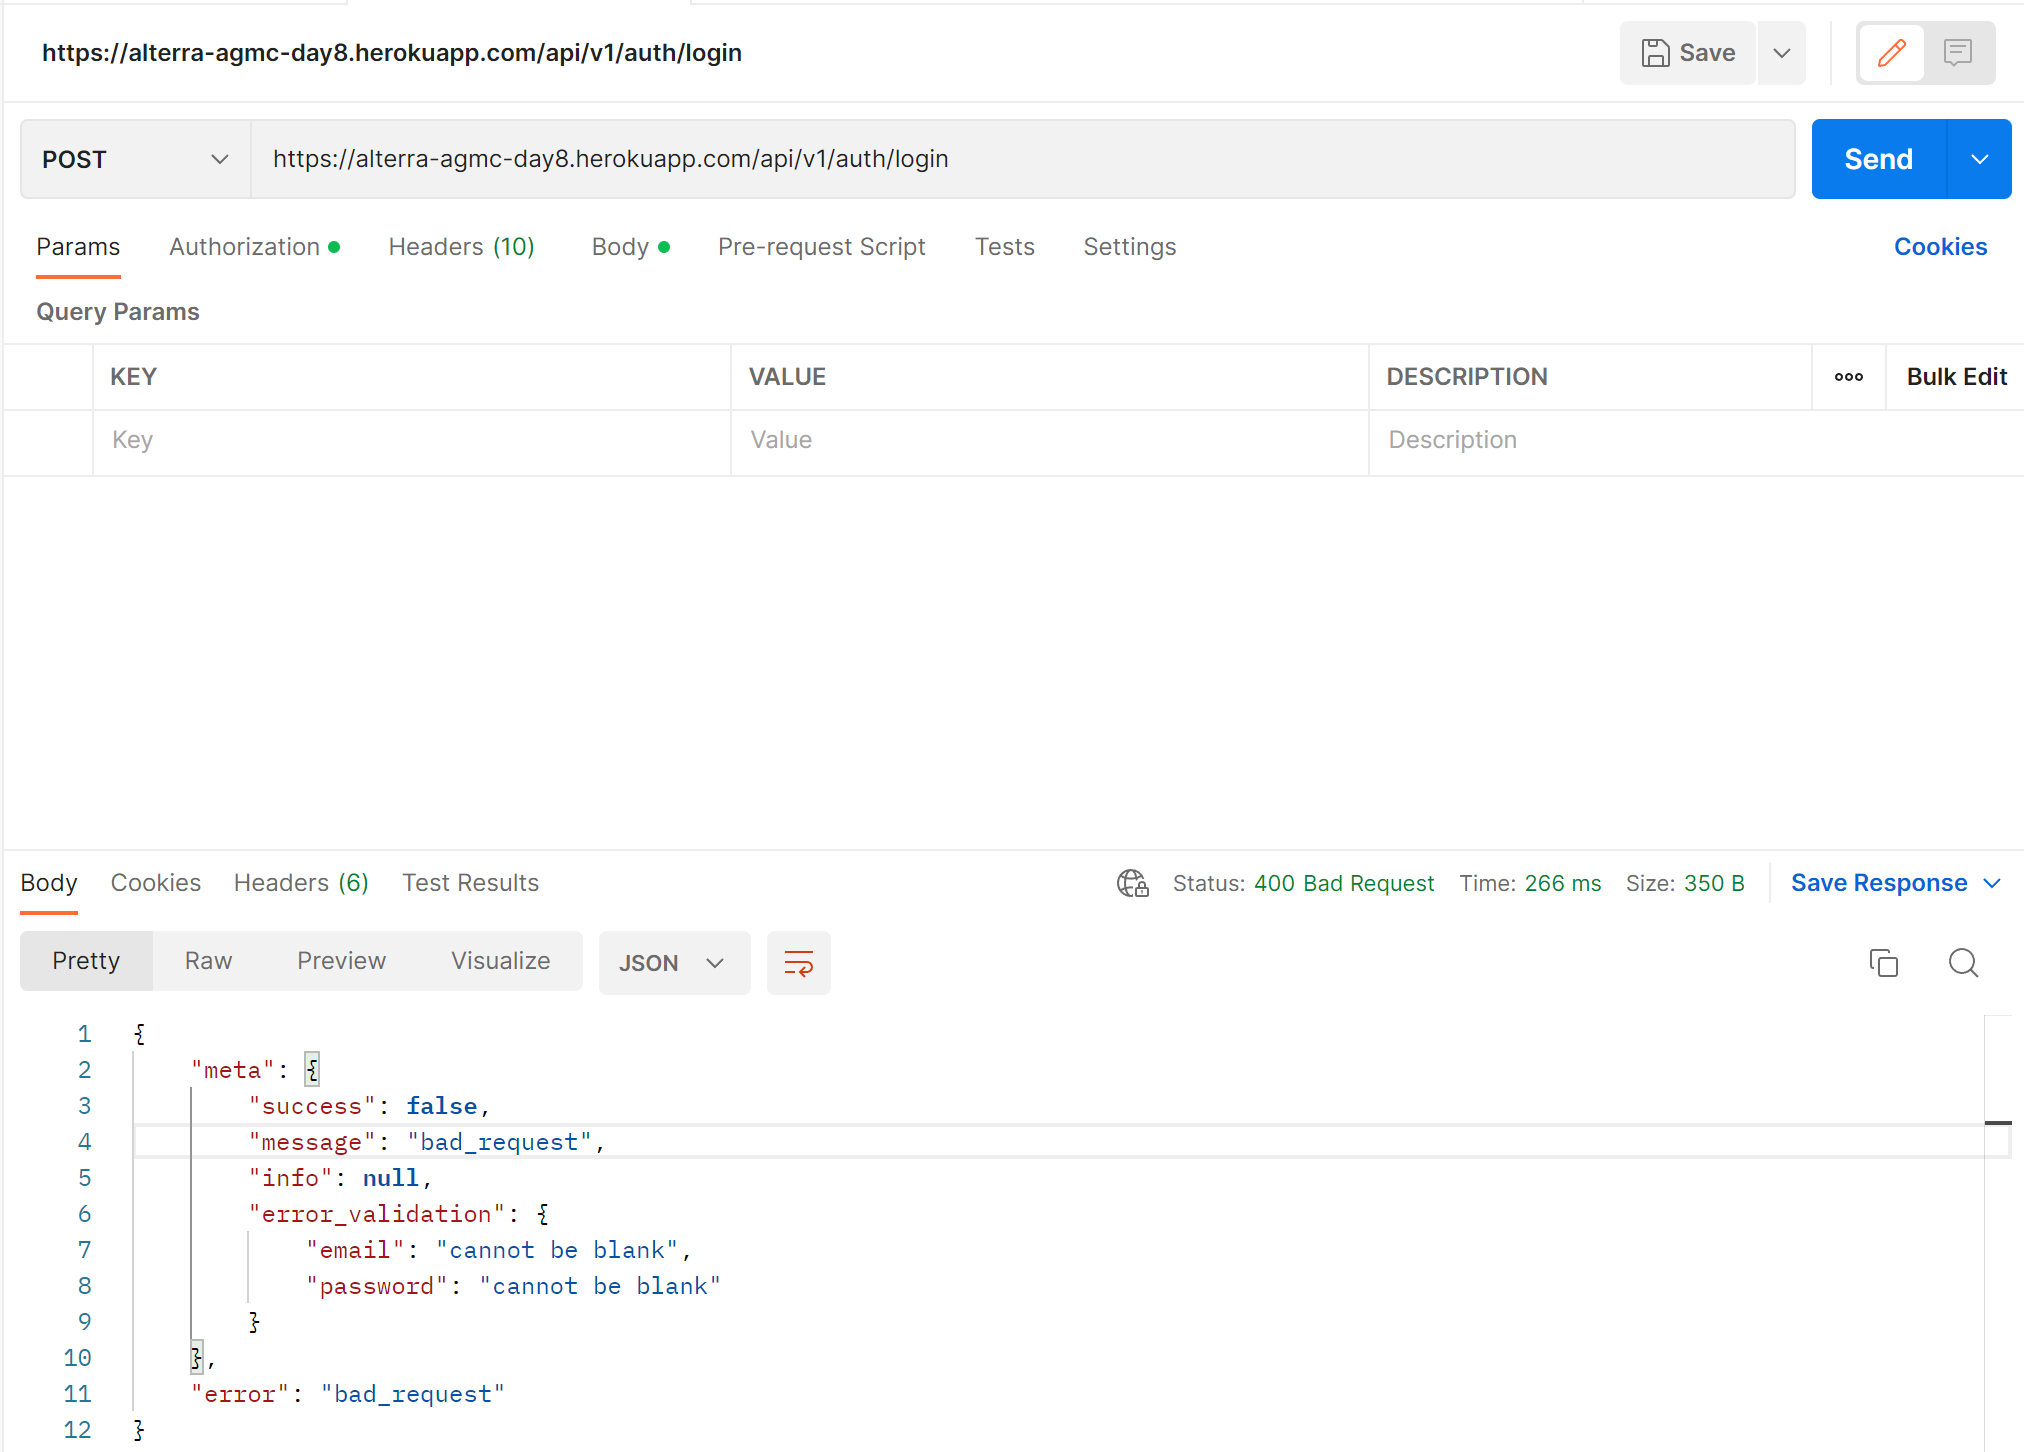 https://alterra-agmc-day8.herokuapp.com/api/v1/auth/login
Save
POST
https://alterra-agmc-day8.herokuapp.com/api/v1/auth/login
Send
Params Authorization Headers (10) Body Pre-request Script Tests Settings Cookies
Query Params
KEY VALUE DESCRIPTION ooo Bulk Edit
Key Value Description
Body Cookies Headers (6) Test Results Status: 400 Bad Request Time: 266 ms Size: 350 B Save Response
Pretty Raw Preview Visualize JSON
1 {
2 "meta": {
3 "success": false,
4 "message": "bad_request",
5 "info": null,
6 "error_validation": {
7 "email": "cannot be blank",
8 "password": "cannot be blank"
9 }
10 },
11 "error": "bad_request"
12 }